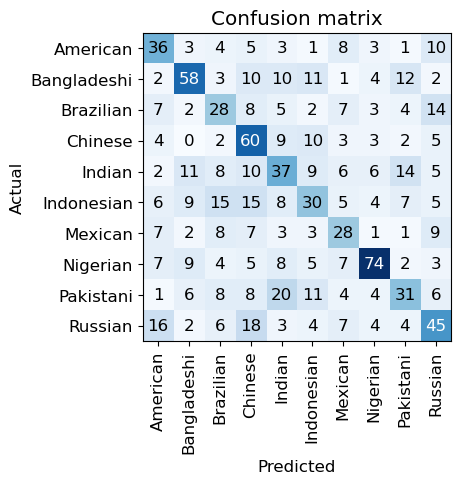 Confusion matrix
Actual
American 36 3 4 5 3 1 8 3 1 10
Bangladeshi 2 58 3 10 10 11 1 4 12 2
Brazilian 7 2 28 8 5 2 7 3 4 14
Chinese 4 0 2 60 9 10 3 3 2 5
Indian 2 11 8 10 37 9 6 6 14 5
Indonesian 6 9 15 15 8 30 5 4 7 5
Mexican 7 2 8 7 3 3 28 1 1 9
Nigerian 7 9 4 5 8 5 7 74 2 3
Pakistani 1 6 8 8 20 11 4 4 31 6
Russian 16 2 6 18 3 4 7 4 4 45
American Bangladeshi Brazilian Chinese Indian Indonesian Mexican Nigerian Pakistani Russian
Predicted